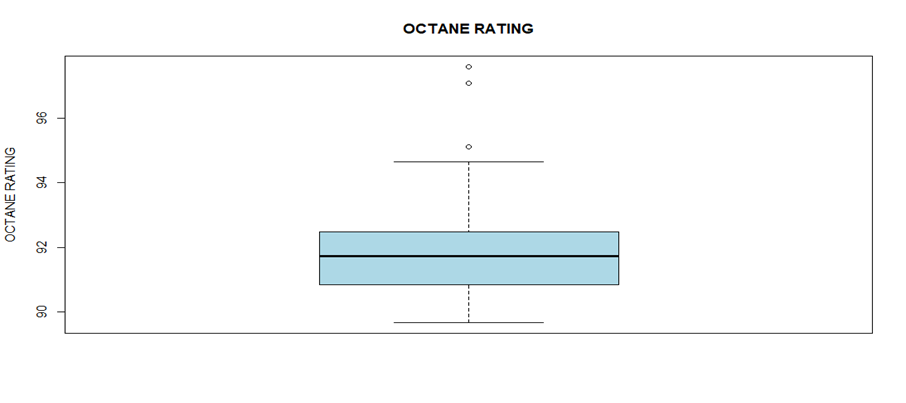 OCTANE RATING
96
94
92
90
OCTANE RATING